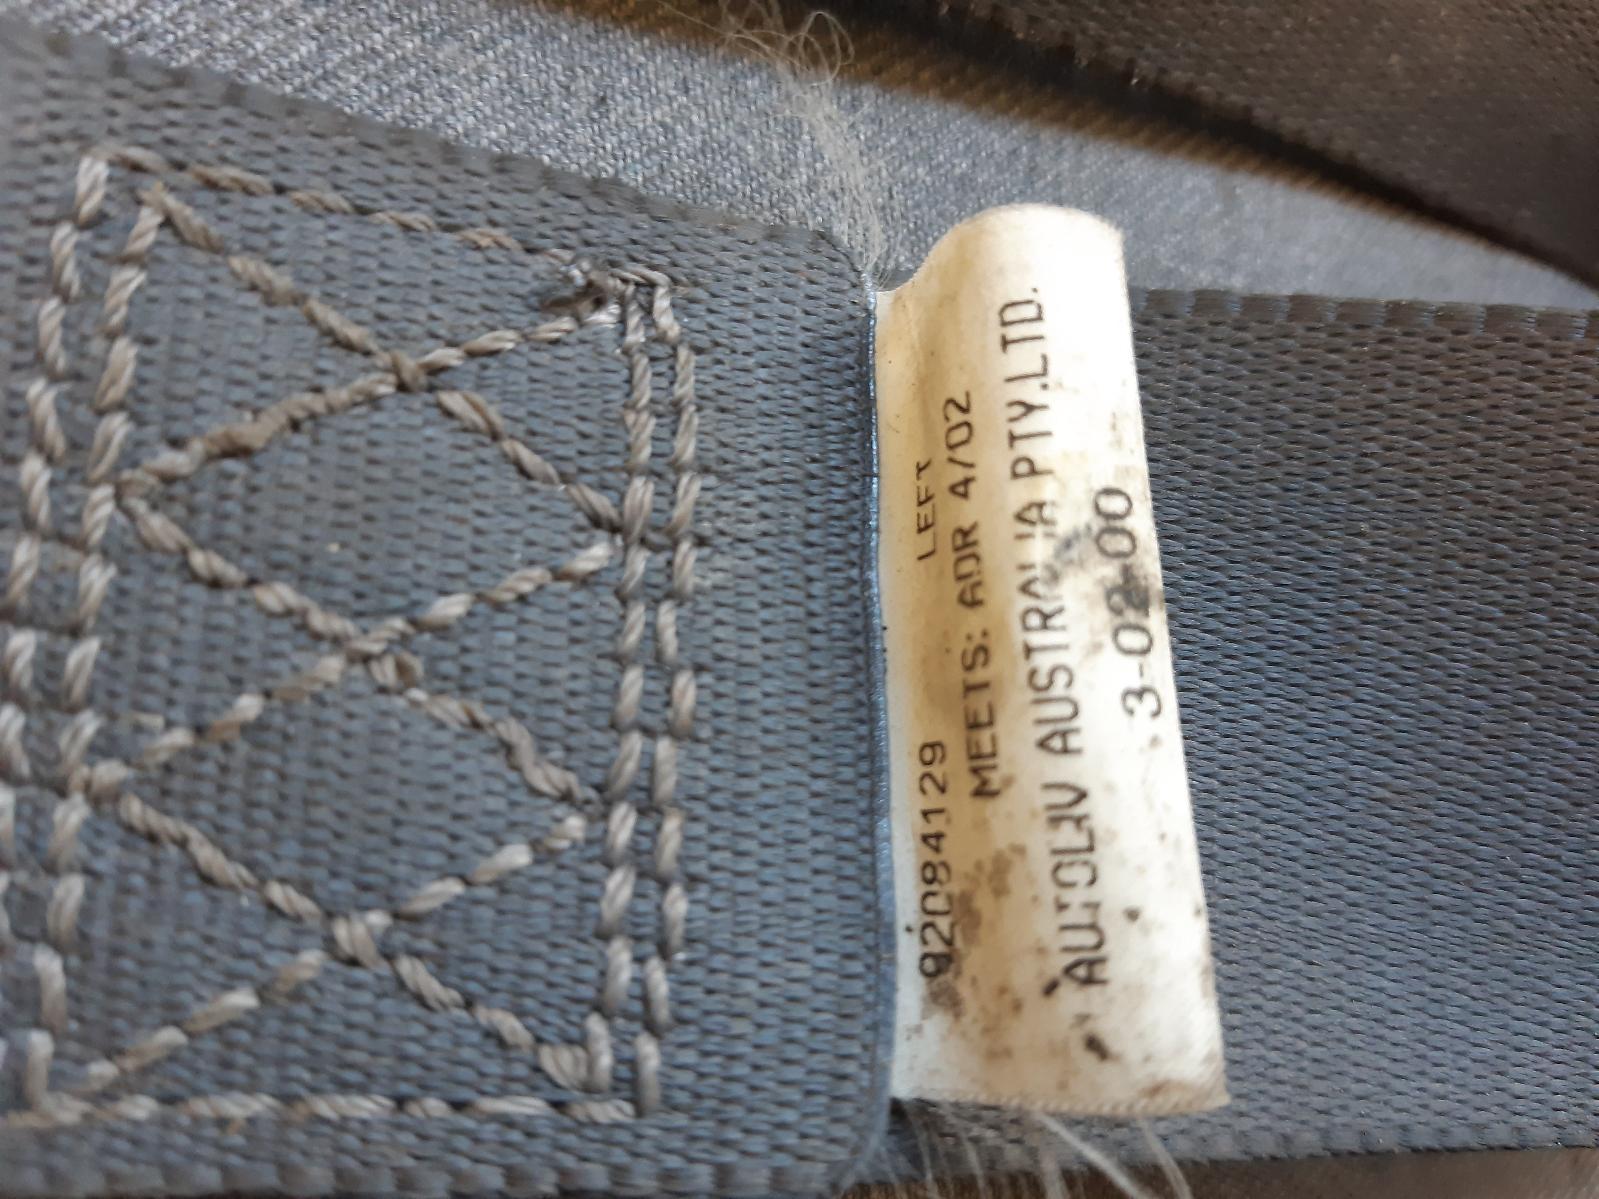 92084129 LEFT
MEETS: ADR 4/02
AUTOLIV AUSTRALIA PTY.LTD.
3-02-00